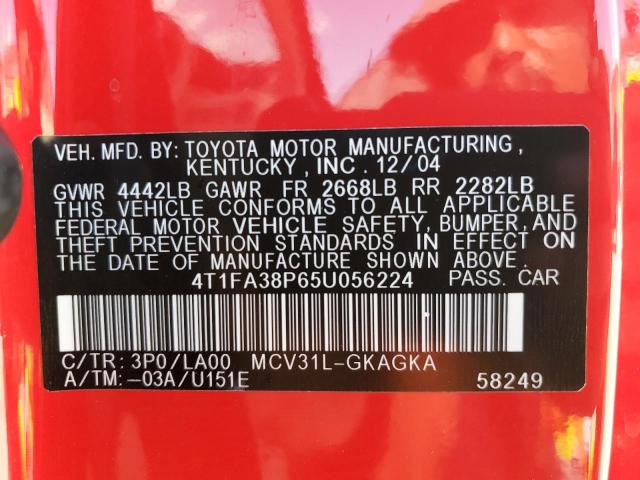 VEH. MFD. BY: TOYOTA MOTOR MANUFACTURING,
KENTUCKY, INC. 12/04
GVWR 4442LB GAWR FR 2668LB RR 2282LB
THIS VEHICLE CONFORMS TO ALL APPLICABLE
FEDERAL MOTOR VEHICLE SAFETY, BUMPER, AND
THEFT PREVENTION STANDARDS IN EFFECT ON
THE DATE OF MANUFACTURE SHOWN ABOVE.
4T1FA38P65U056224 PASS. CAR
C/TR: 3P0/LA00 MCV31L-GKAGKA
A/TM: -03A/U151E 58249